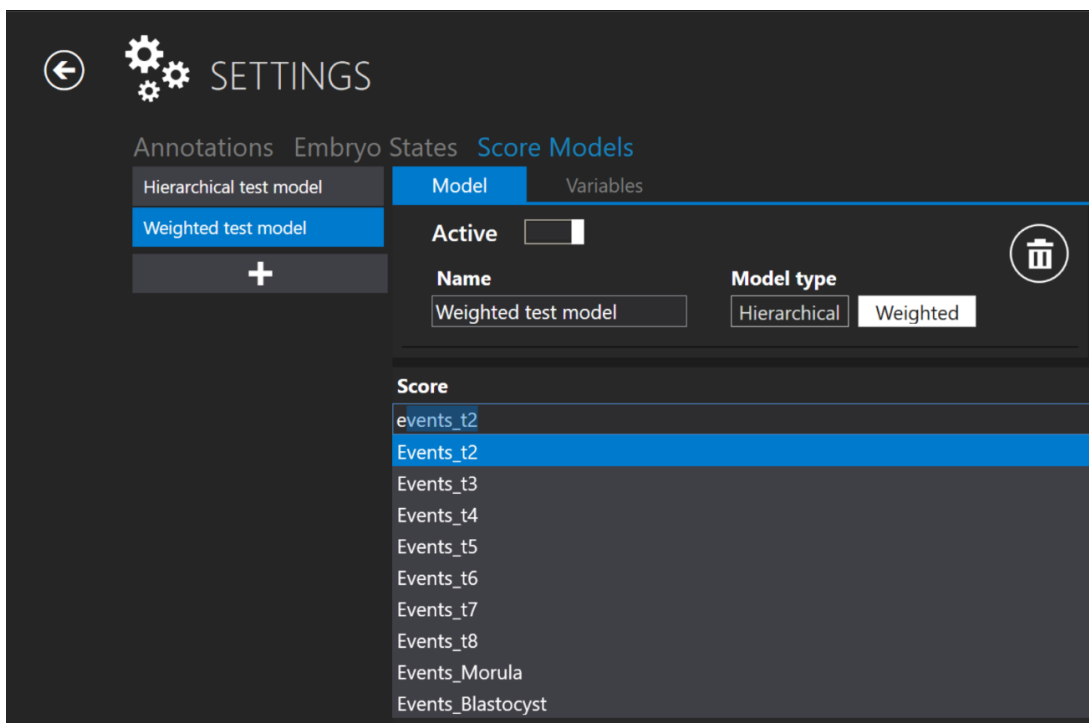 SETTINGS
Annotations Embryo States Score Models
Hierarchical test model
Weighted test model
Model Variables
Active
Name Model type
Weighted test model Hierarchical Weighted
Score
events_t2
Events_t2
Events_t3
Events_t4
Events_t5
Events_t6
Events_t7
Events_t8
Events_Morula
Events_Blastocyst